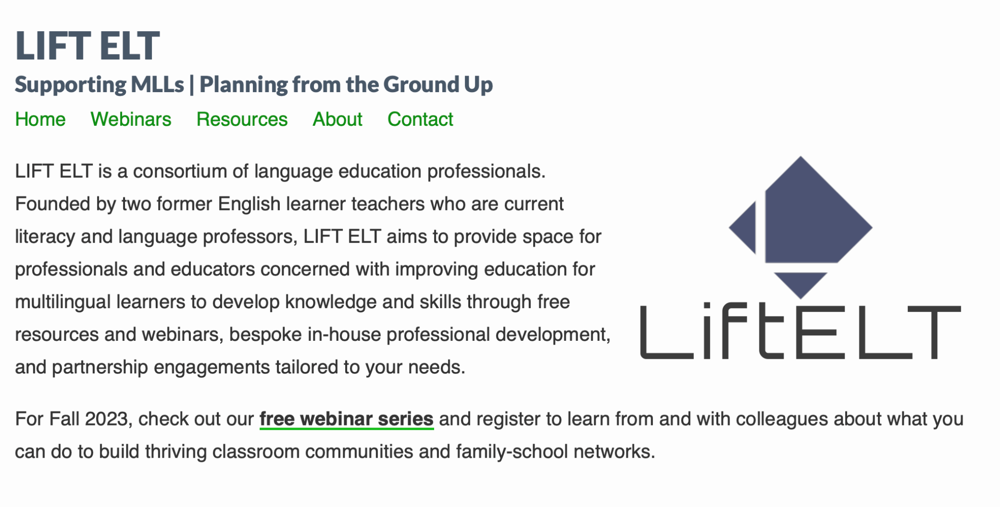 LIFT ELT
Supporting MLLs | Planning from the Ground Up
Home Webinars Resources About Contact
LIFT ELT is a consortium of language education professionals.
Founded by two former English learner teachers who are current
literacy and language professors, LIFT ELT aims to provide space for
professionals and educators concerned with improving education for
multilingual learners to develop knowledge and skills through free
resources and webinars, bespoke in-house professional development,
and partnership engagements tailored to your needs.
LiftELT
For Fall 2023, check out our free webinar series and register to learn from and with colleagues about what you
can do to build thriving classroom communities and family-school networks.